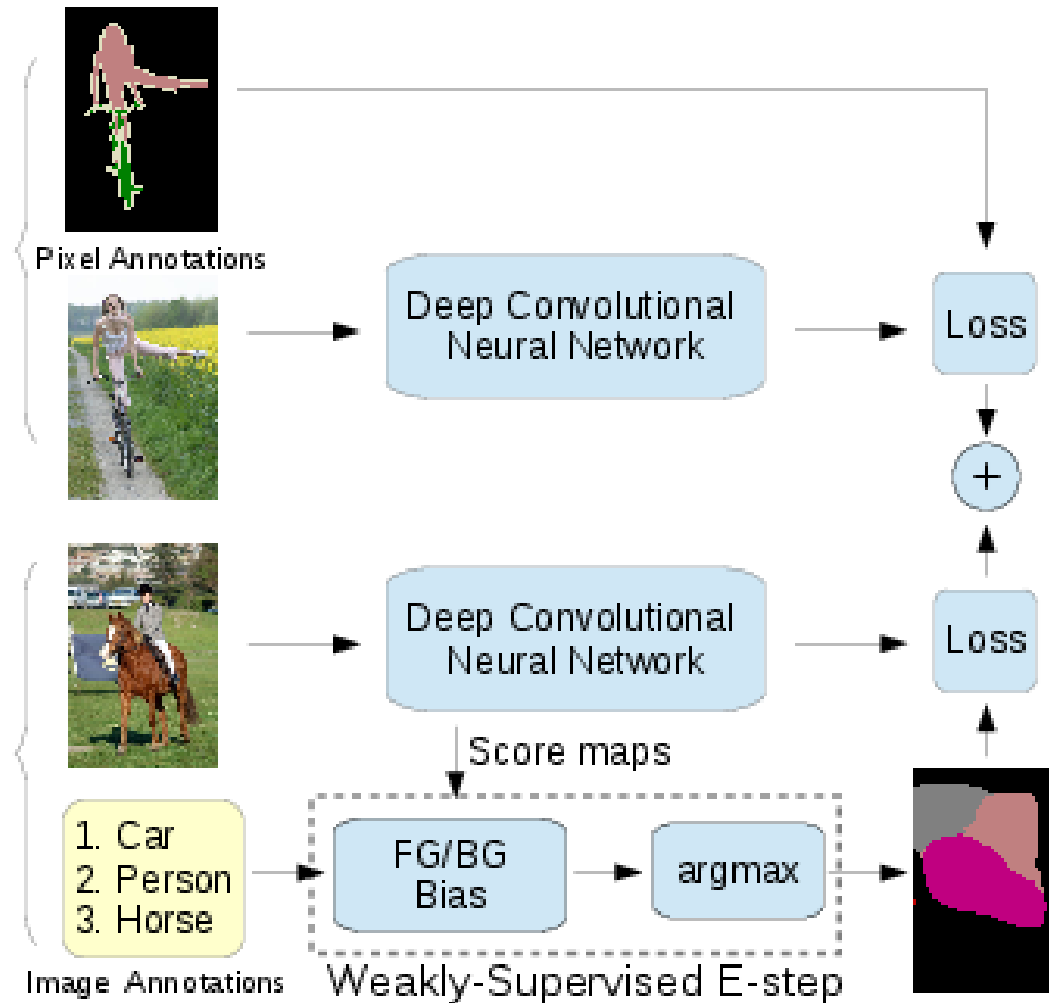 Pixel Annotations
Deep Convolutional
Neural Network
Loss
+
Deep Convolutional
Neural Network
Loss
Score maps
1. Car
2. Person
3. Horse
FG/BG
Bias
argmax
Image Annotations
Weakly-Supervised E-step